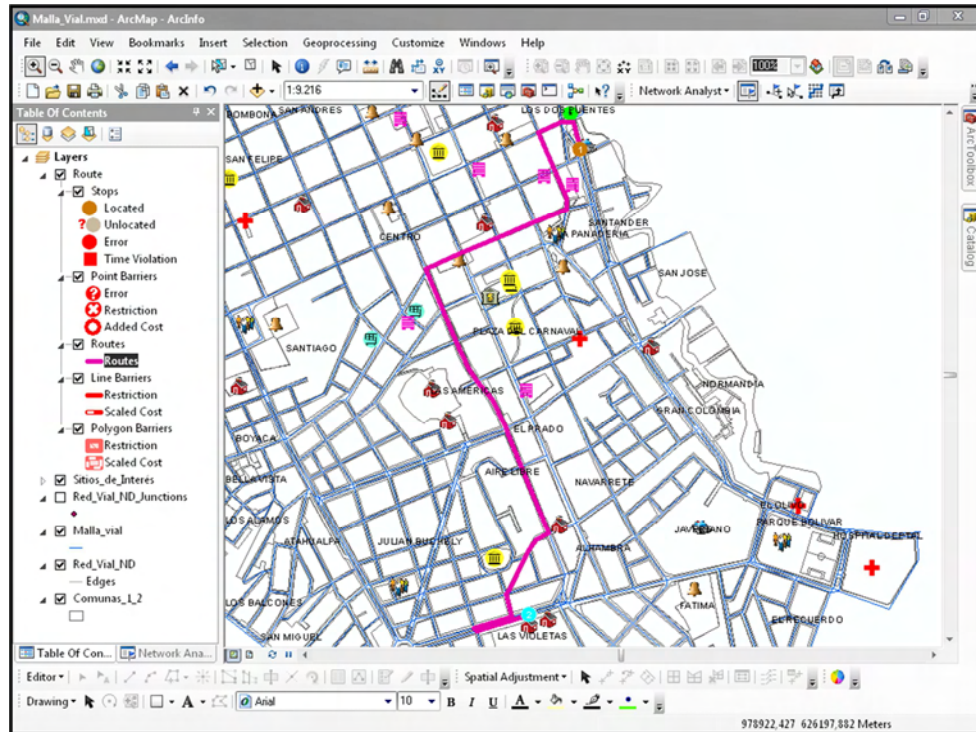 Malla_Vial.mxd - ArcMap - ArcInfo
File Edit View Bookmarks Insert Selection Geoprocessing Customize Windows Help
100%
1:9.216
Network Analyst
Table Of Contents
Layers
Route
Stops
Located
? Unlocated
Error
Time Violation
Point Barriers
Error
Restriction
Added Cost
Routes
Routes
Line Barriers
Restriction
Scaled Cost
Polygon Barriers
Restriction
Scaled Cost
Sitios_de_Interés
Red_Vial_ND_Junctions
Malla_vial
Red_Vial_ND
Edges
Comunas_1_2
Table Of Con... Network Ana...
ArcToolbox
Catalog
BOMBONA
SAN ANDRES
LOS DOS PUENTES
SAN FELIPE
1
CENTRO
SANTANDER
LA PANADERIA
SAN JOSE
PLAZA DEL CARNAVAL
SANTIAGO
NORMANDIA
LAS AMERICAS
GRAN COLOMBIA
BOYACA
EL PRADO
BELLAVISTA
AIRE LIBRE
NAVARRETE
LOS ALAMOS
EL OLIVO
PARQUE BOLIVAR
JAVERIANO
HOSPITAL DEPTAL
ATAHUALPA
JULIAN BUCHELY
ALHAMBRA
LOS BALCONES
FATIMA
EL RECUERDO
SAN MIGUEL
LAS VIOLETAS
Editor
Spatial Adjustment
Drawing
Arial
10
B I U A
978922,427 626197,882 Meters